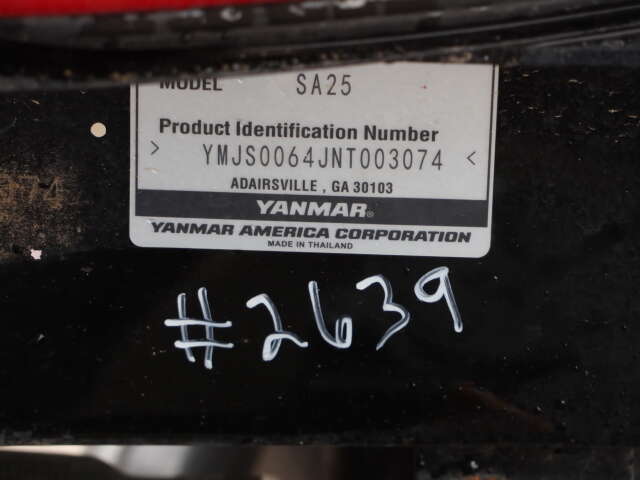 MODEL SA25
Product Identification Number
> YMJS0064JNT003074 <
ADAIRSVILLE , GA 30103
YANMAR®
YANMAR AMERICA CORPORATION
MADE IN THAILAND
#2639